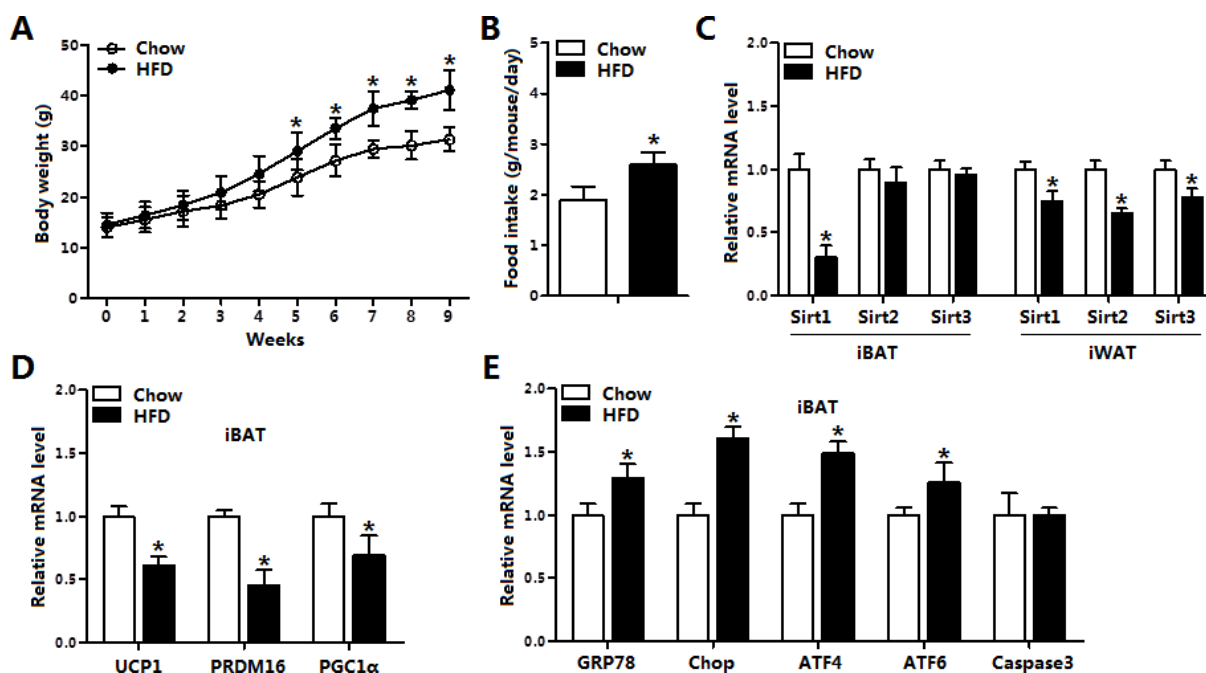 A
Chow
HFD
Body weight (g)
50
40
30
20
10
0
* * * * *
0 1 2 3 4 5 6 7 8 9
Weeks
B
Chow
HFD
Food intake (g/mouse/day)
5
4
3
2
1
0
*
C
Chow
HFD
Relative mRNA level
2.0
1.5
1.0
0.5
0.0
* * * *
Sirt1 Sirt2 Sirt3 Sirt1 Sirt2 Sirt3
iBAT iWAT
D
Chow
HFD
iBAT
Relative mRNA level
2.0
1.5
1.0
0.5
0.0
* * *
UCP1 PRDM16 PGC1α
E
Chow
HFD
iBAT
Relative mRNA level
2.0
1.5
1.0
0.5
0.0
* * * *
GRP78 Chop ATF4 ATF6 Caspase3